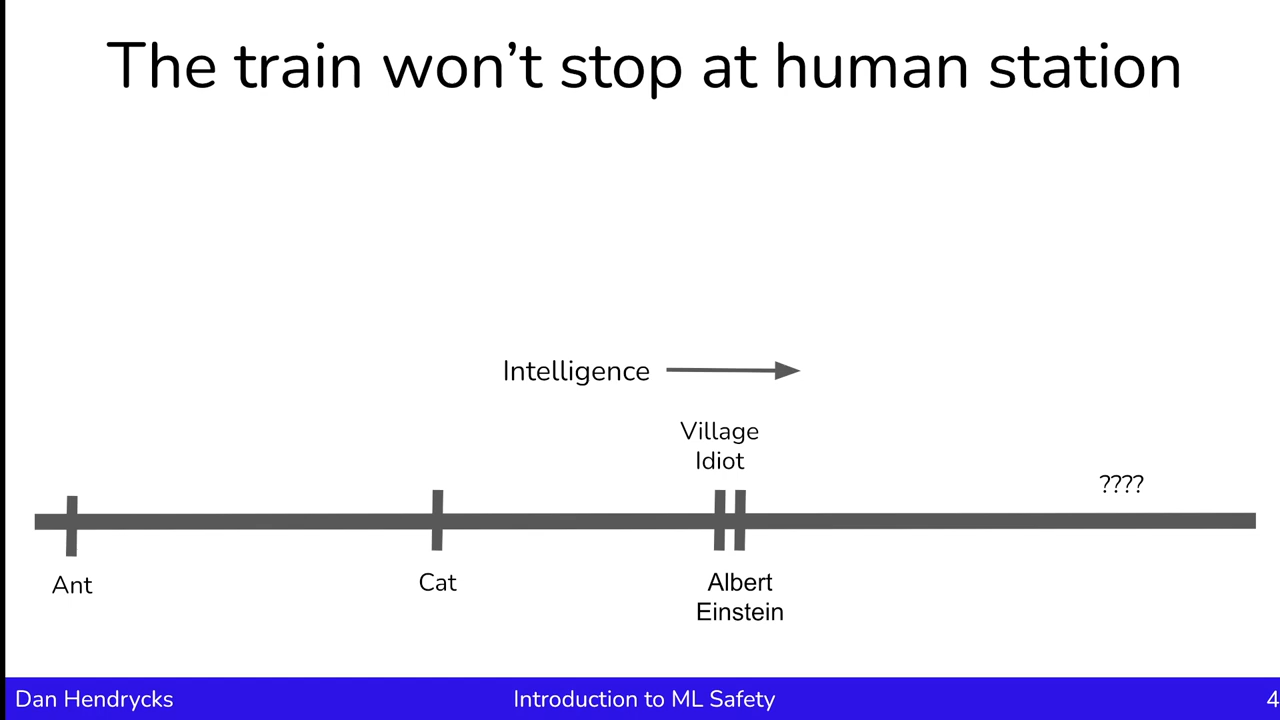 The train won’t stop at human station
Intelligence
Village
Idiot
????
Ant
Cat
Albert
Einstein
Dan Hendrycks
Introduction to ML Safety
4